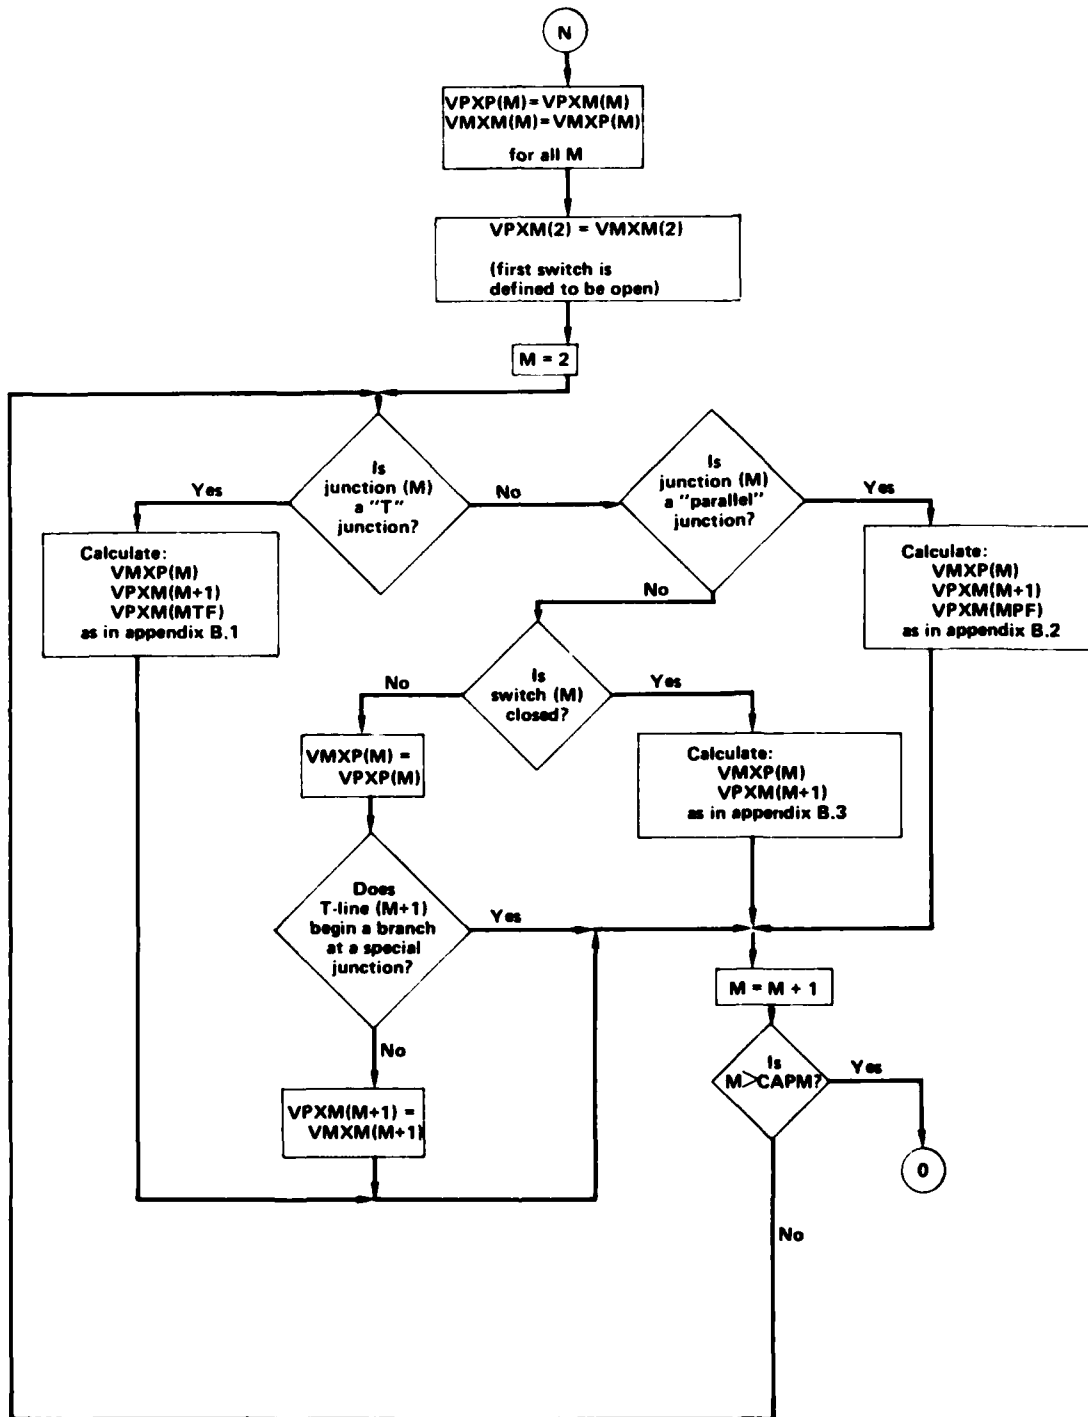 N
VPXP(M)=VPXM(M)
VMXM(M)=VMXP(M)
for all M
VPXM(2) = VMXM(2)
(first switch is
defined to be open)
M = 2
Is
junction (M)
a "T"
junction?
Yes
No
Is
junction (M)
a "parallel"
junction?
Yes
No
Calculate:
VMXP(M)
VPXM(M+1)
VPXM(MTF)
as in appendix B.1
Calculate:
VMXP(M)
VPXM(M+1)
VPXM(MPF)
as in appendix B.2
Is
switch (M)
closed?
No
Yes
VMXP(M) =
VPXP(M)
Calculate:
VMXP(M)
VPXM(M+1)
as in appendix B.3
Does
T-line (M+1)
begin a branch
at a special
junction?
Yes
No
M = M + 1
Is
M>CAPM?
Yes
No
VPXM(M+1) =
VMXM(M+1)
O